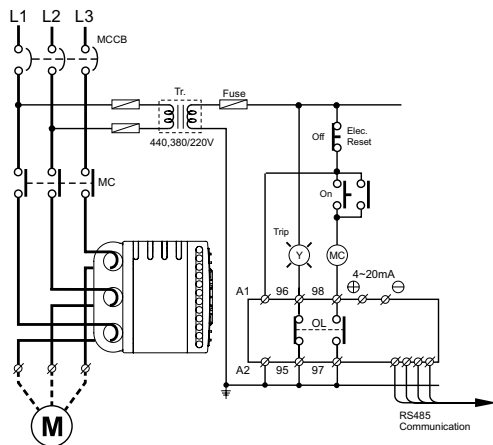 L1 L2 L3
MCCB
Tr.
Fuse
440,380/220V
Off
Elec.
Reset
MC
On
Trip
Y
MC
4~20mA
A1 96 98 ⊕ ⊖
OL
A2 95 97
M
RS485
Communication